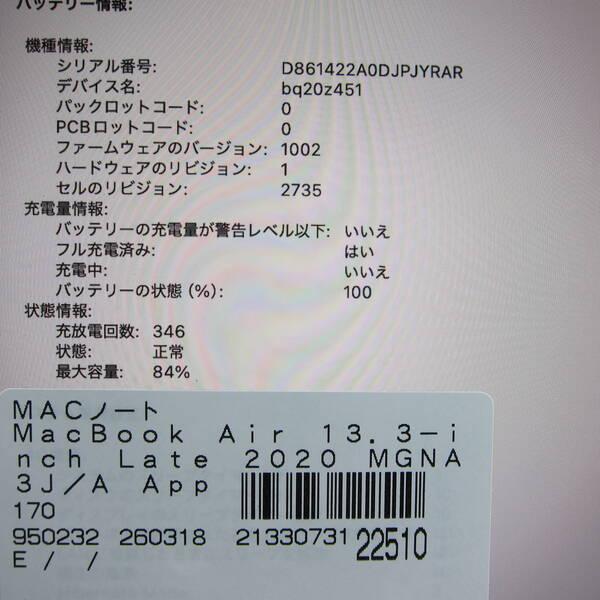 バッテリー情報:
機種情報:
シリアル番号: D861422A0DJPJYRAR
デバイス名: bq20z451
パックロットコード: 0
PCBロットコード: 0
ファームウェアのバージョン: 1002
ハードウェアのリビジョン: 1
セルのリビジョン: 2735
充電量情報:
バッテリーの充電量が警告レベル以下: いいえ
フル充電済み: はい
充電中: いいえ
バッテリーの状態（%）: 100
状態情報:
充放電回数: 346
状態: 正常
最大容量: 84%
MACノート
MacBook Air 13.3-i
nch Late 2020 MGNA
3J/A App
170
950232 260318 21330731 22510
E / /